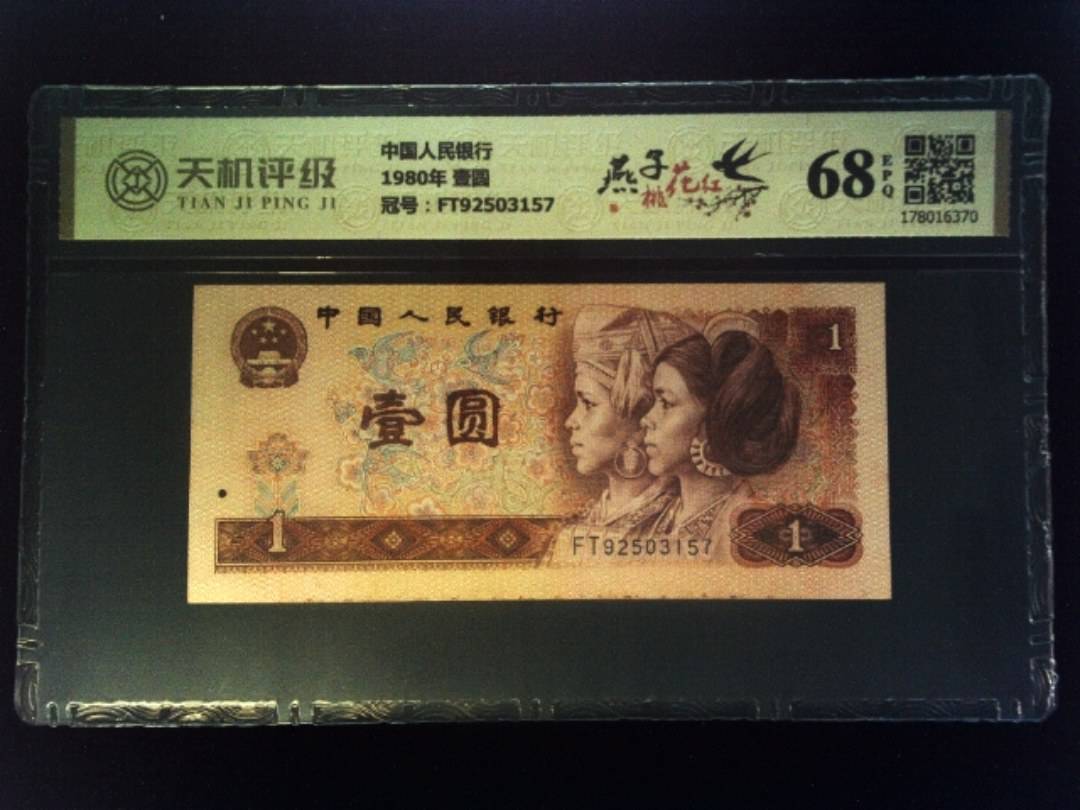 天机评级
TIAN JI PING JI
中国人民银行
1980年 壹圆
冠号：FT92503157
燕子
桃花红
68
EPQ
178016370
中国人民银行
1
壹圆
1
FT92503157
1